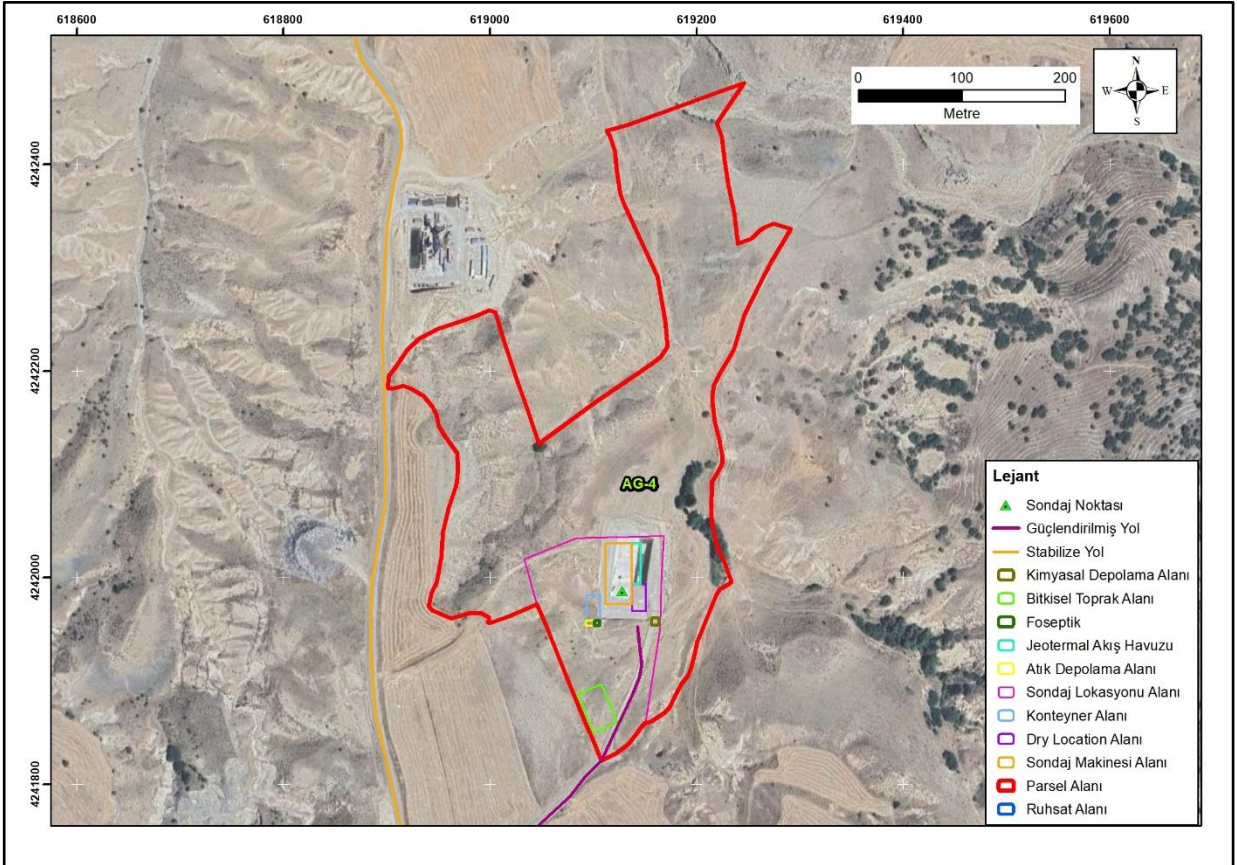 618600 618800 619000 619200 619400 619600
0 100 200
Metre
N
W E
S
4242400
4242200
4242000
4241800
AG-4
Lejant
Sondaj Noktası
Güçlendirilmiş Yol
Stabilize Yol
Kimyasal Depolama Alanı
Bitkisel Toprak Alanı
Foseptik
Jeotermal Akış Havuzu
Atık Depolama Alanı
Sondaj Lokasyonu Alanı
Konteyner Alanı
Dry Location Alanı
Sondaj Makinesi Alanı
Parsel Alanı
Ruhsat Alanı